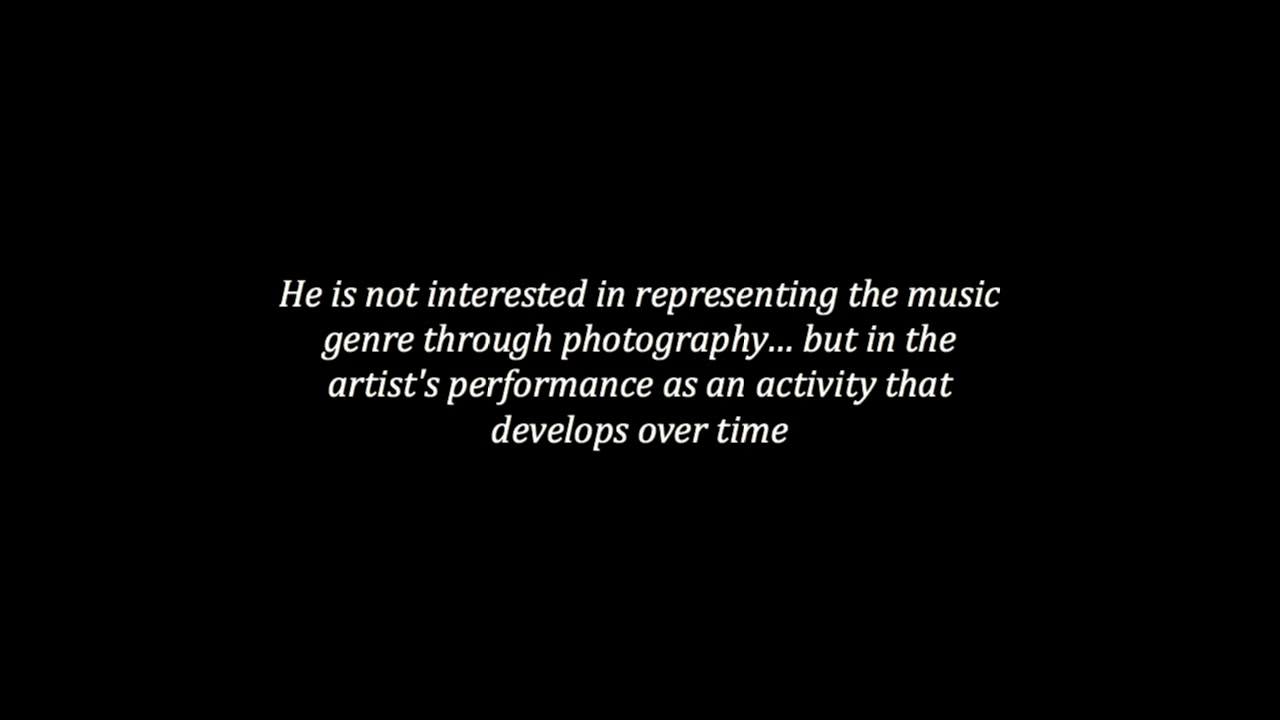 He is not interested in representing the music
genre through photography... but in the
artist's performance as an activity that
develops over time